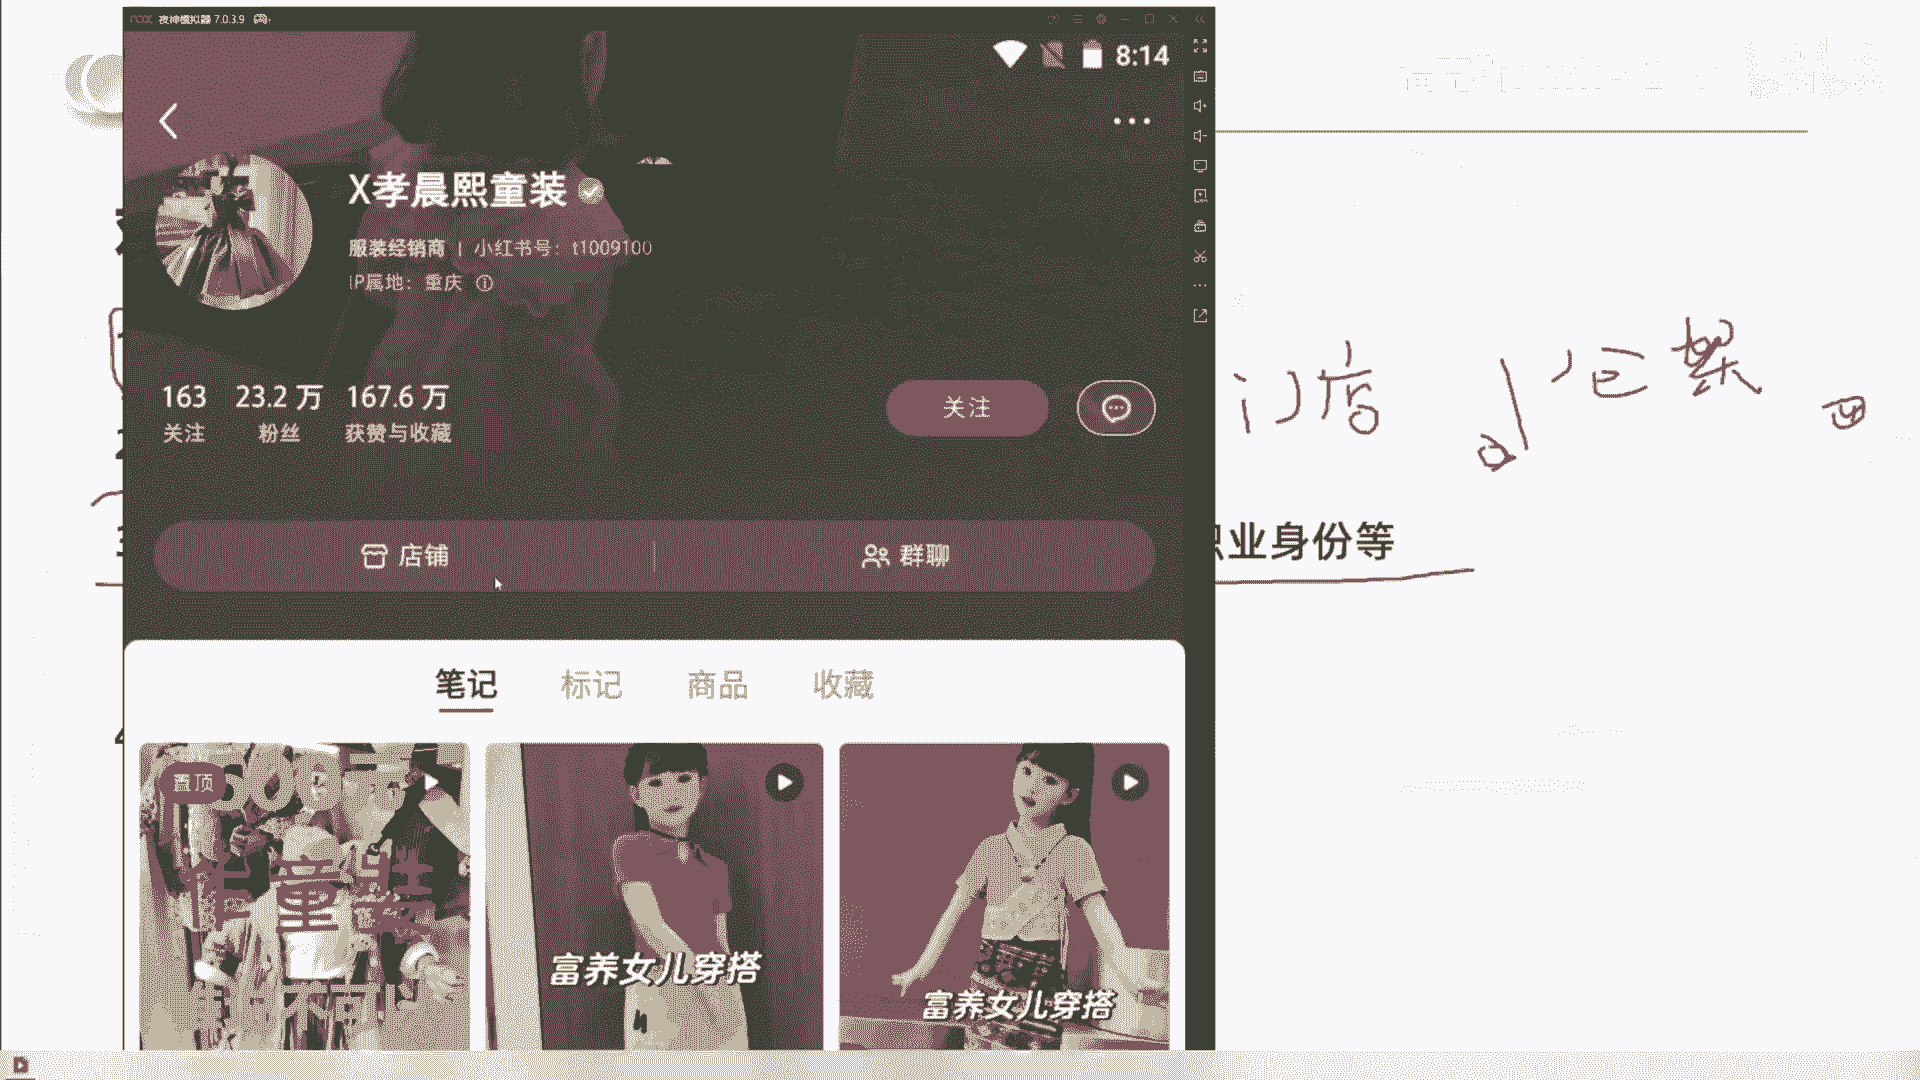 nox 夜神模拟器 7.0.3.9
8:14
X孝晨熙童装
服装经销商 | 小红书号：t1009100
IP属地：重庆
163 23.2 万 167.6 万
关注 粉丝 获赞与收藏
关注
门店
店铺 群聊
业身份等
笔记 标记 商品 收藏
置顶
童装
富养女儿穿搭
富养女儿穿搭